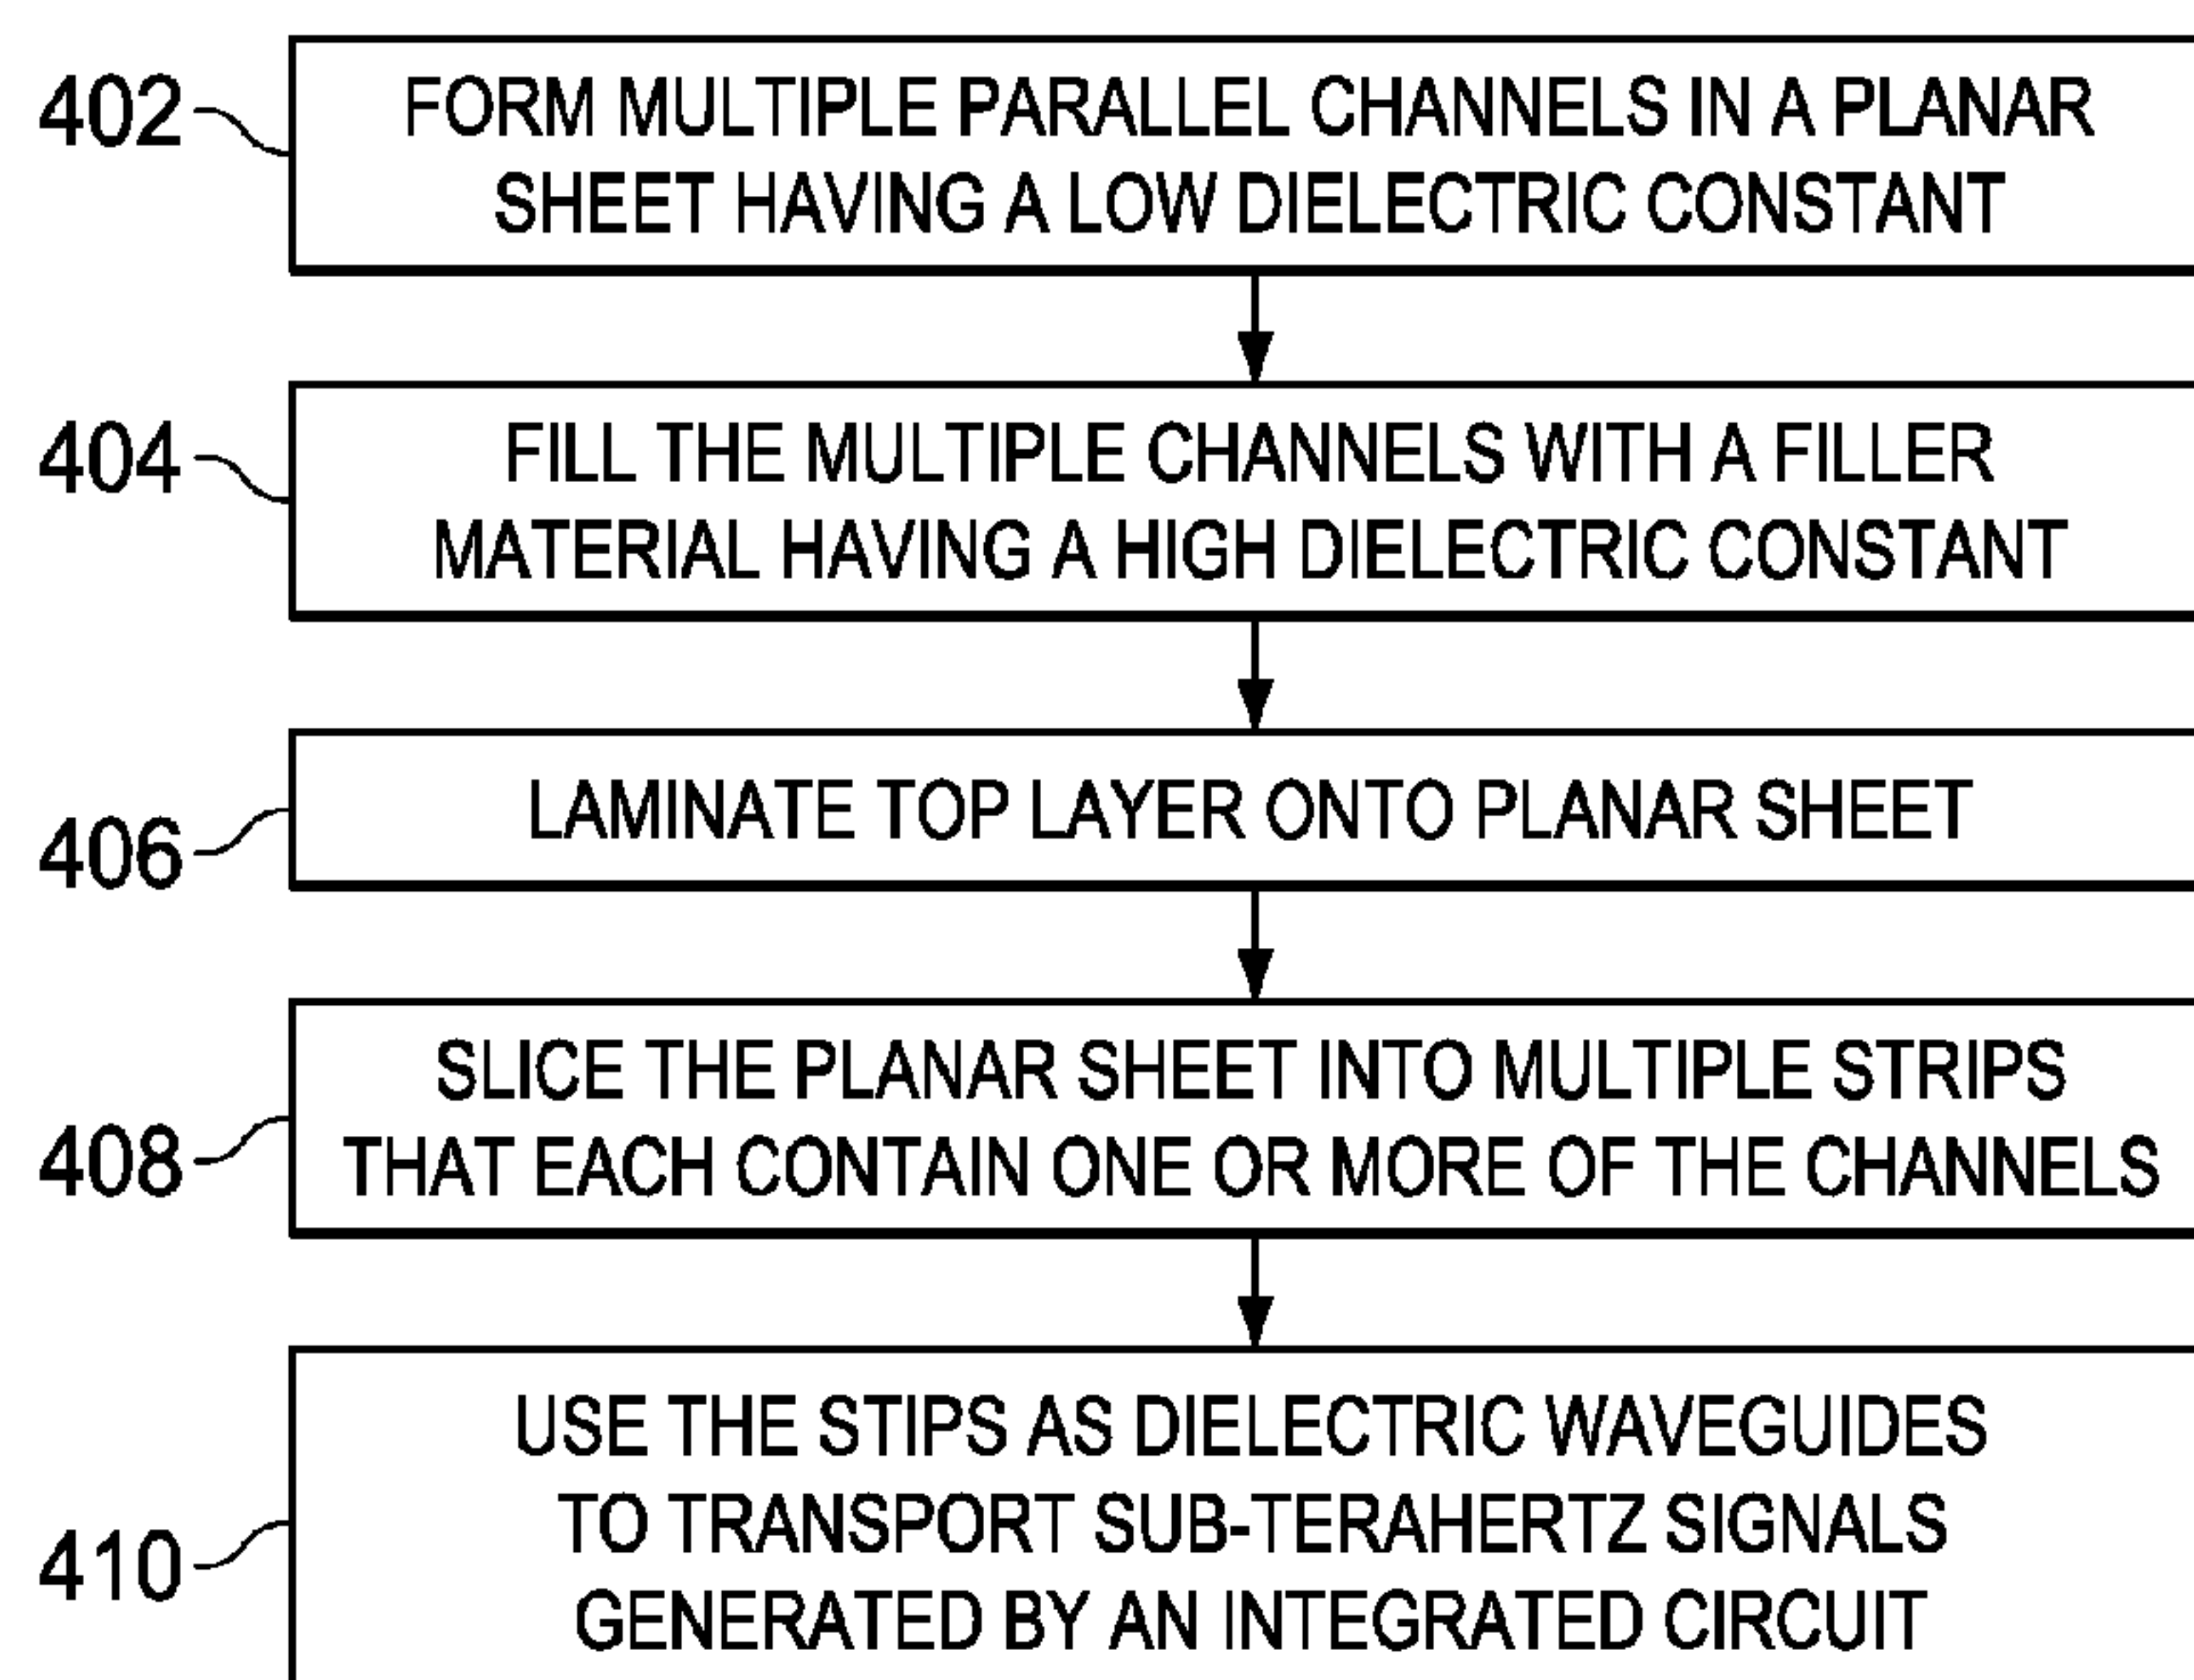 402
FORM MULTIPLE PARALLEL CHANNELS IN A PLANAR
SHEET HAVING A LOW DIELECTRIC CONSTANT
404
FILL THE MULTIPLE CHANNELS WITH A FILLER
MATERIAL HAVING A HIGH DIELECTRIC CONSTANT
406
LAMINATE TOP LAYER ONTO PLANAR SHEET
408
SLICE THE PLANAR SHEET INTO MULTIPLE STRIPS
THAT EACH CONTAIN ONE OR MORE OF THE CHANNELS
410
USE THE STIPS AS DIELECTRIC WAVEGUIDES
TO TRANSPORT SUB-TERAHERTZ SIGNALS
GENERATED BY AN INTEGRATED CIRCUIT